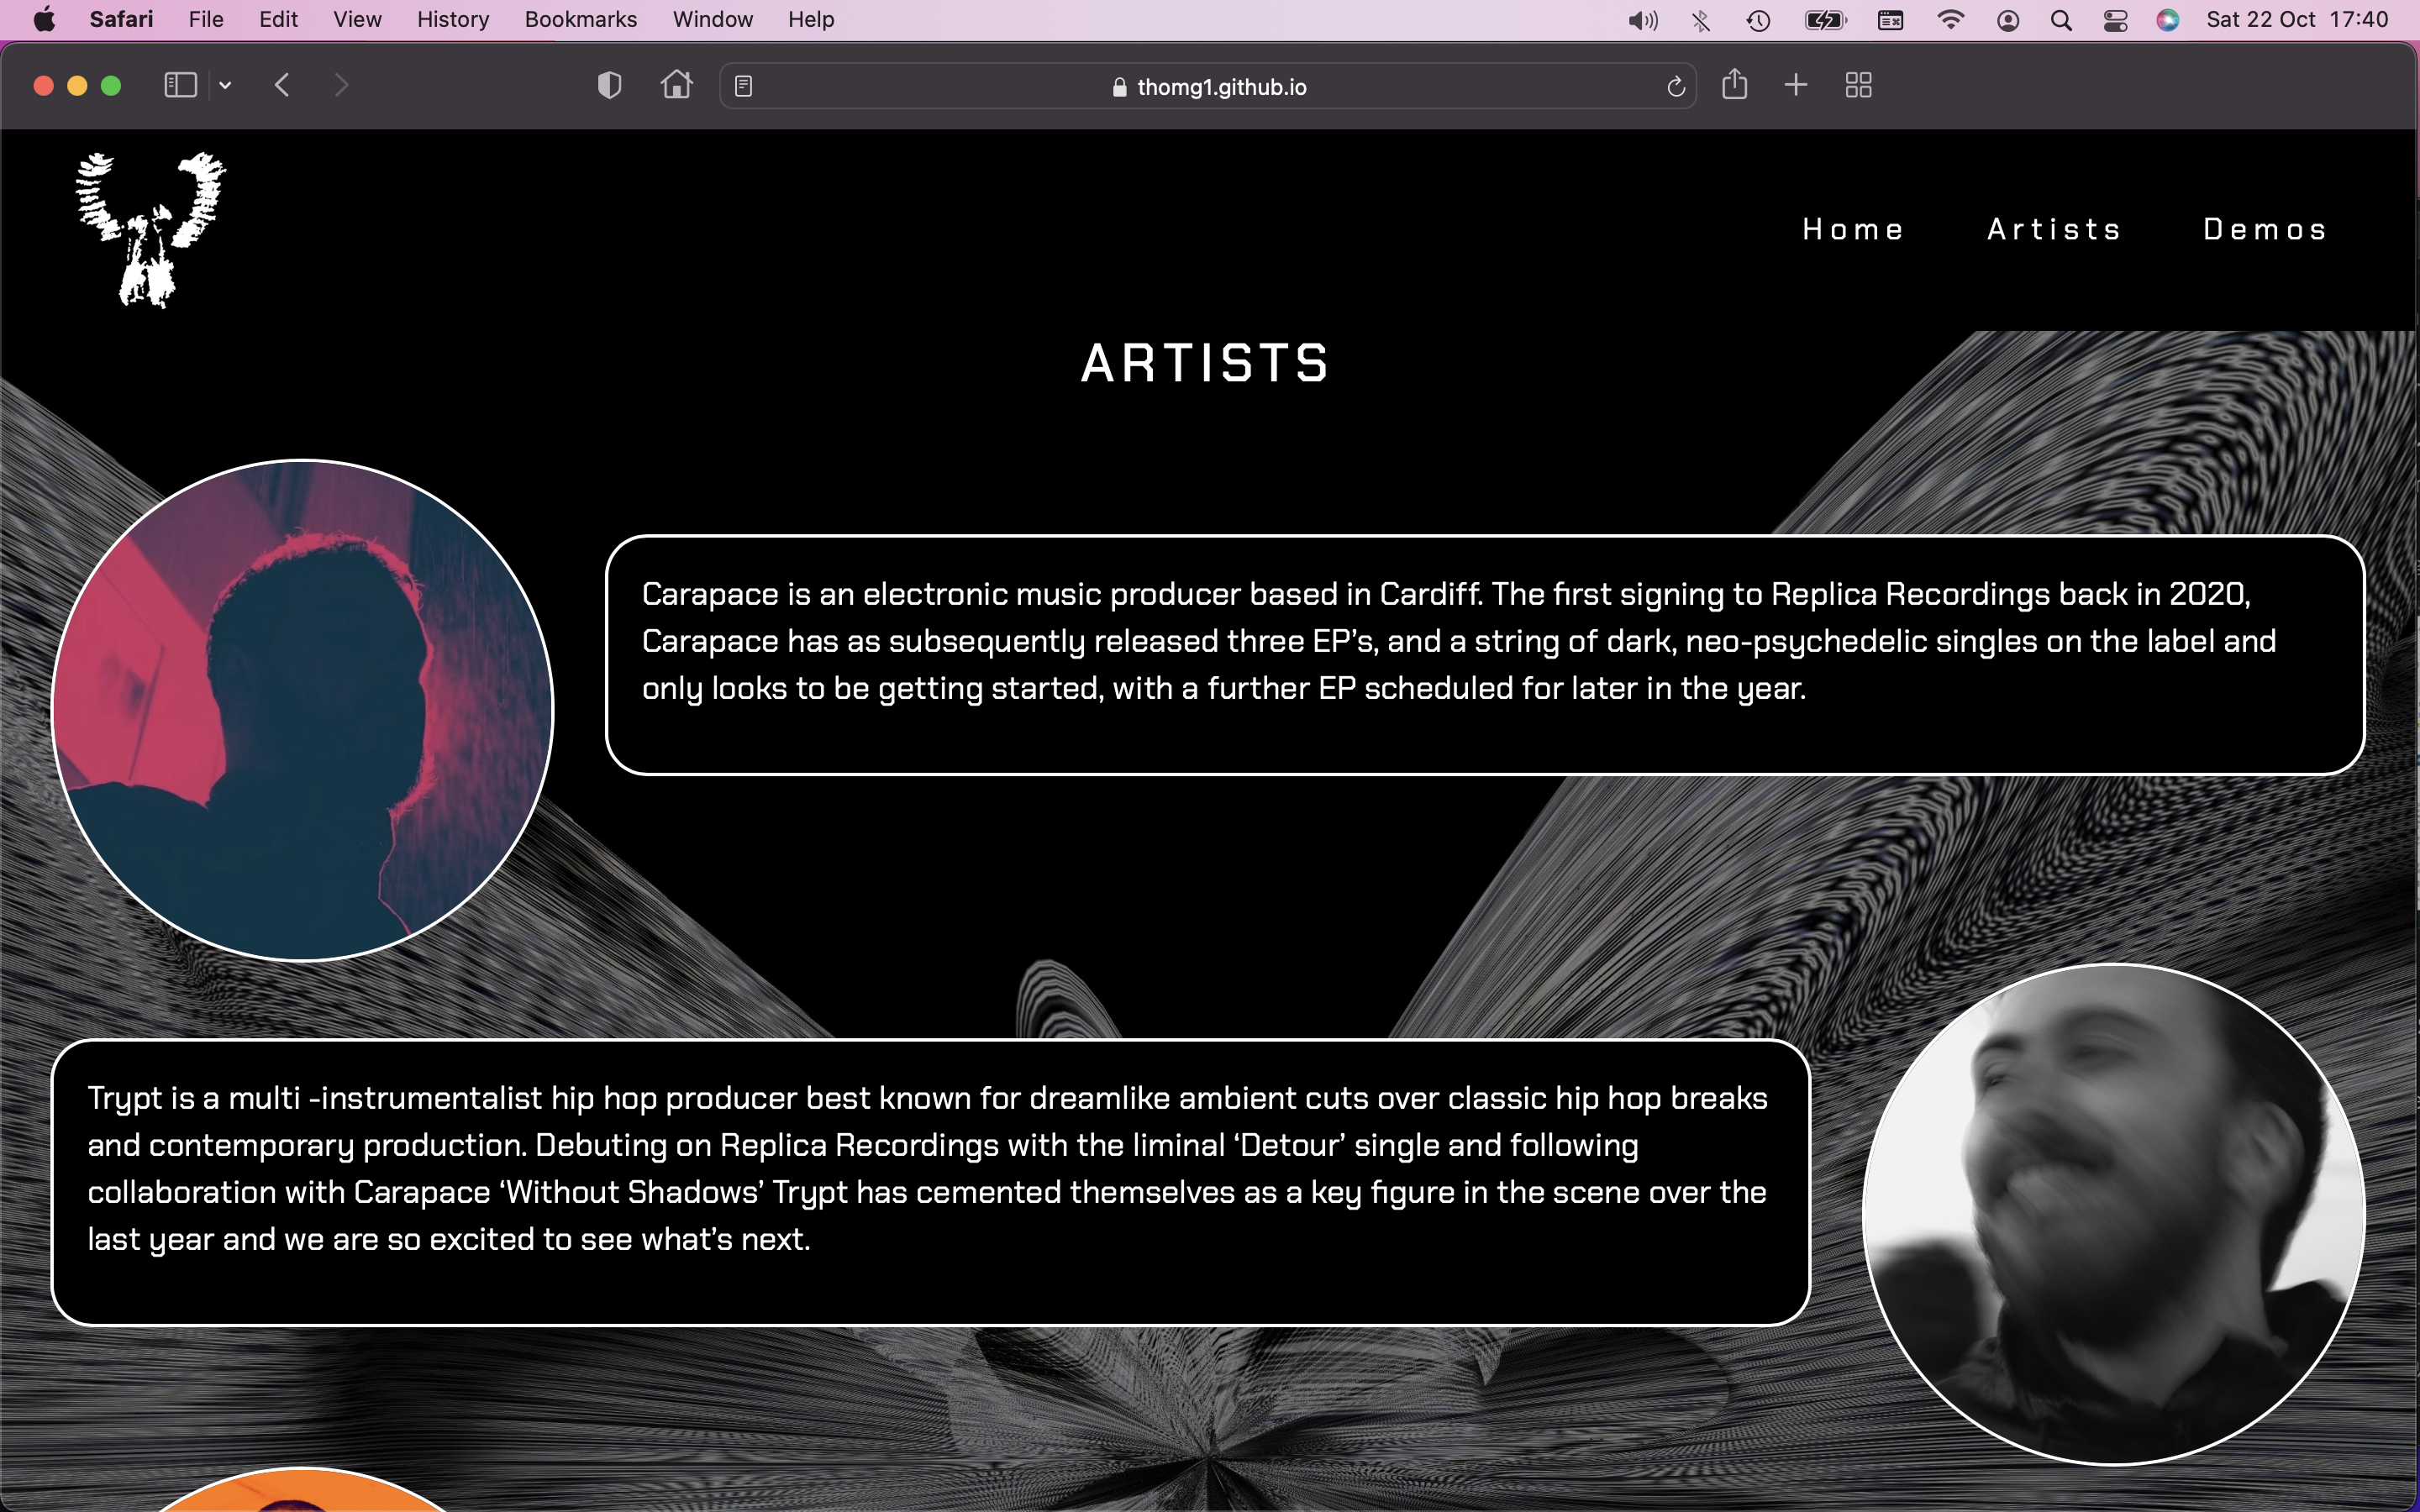 Safari File Edit View History Bookmarks Window Help Sat 22 Oct 17:40
thomg1.github.io
Home Artists Demos
ARTISTS
Carapace is an electronic music producer based in Cardiff. The first signing to Replica Recordings back in 2020,
Carapace has as subsequently released three EP’s, and a string of dark, neo-psychedelic singles on the label and
only looks to be getting started, with a further EP scheduled for later in the year.
Trypt is a multi -instrumentalist hip hop producer best known for dreamlike ambient cuts over classic hip hop breaks
and contemporary production. Debuting on Replica Recordings with the liminal ‘Detour’ single and following
collaboration with Carapace ‘Without Shadows’ Trypt has cemented themselves as a key figure in the scene over the
last year and we are so excited to see what’s next.